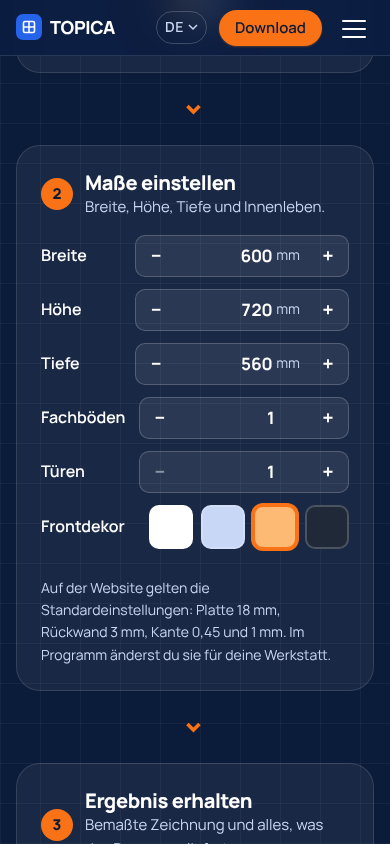 TOPICA
DE
Download
2
Maße einstellen
Breite, Höhe, Tiefe und Innenleben.
Breite
− 600 mm +
Höhe
− 720 mm +
Tiefe
− 560 mm +
Fachböden
− 1 +
Türen
− 1 +
Frontdekor
Auf der Website gelten die
Standardeinstellungen: Platte 18 mm,
Rückwand 3 mm, Kante 0,45 und 1 mm. Im
Programm änderst du sie für deine Werkstatt.
3
Ergebnis erhalten
Bemaßte Zeichnung und alles, was